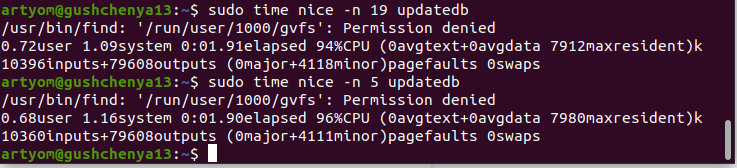 artyom@gushchenya13:~$ sudo time nice -n 19 updatedb
/usr/bin/find: '/run/user/1000/gvfs': Permission denied
0.72user 1.09system 0:01.91elapsed 94%CPU (0avgtext+0avgdata 7912maxresident)k
10396inputs+79608outputs (0major+4118minor)pagefaults 0swaps
artyom@gushchenya13:~$ sudo time nice -n 5 updatedb
/usr/bin/find: '/run/user/1000/gvfs': Permission denied
0.68user 1.16system 0:01.90elapsed 96%CPU (0avgtext+0avgdata 7980maxresident)k
10360inputs+79608outputs (0major+4111minor)pagefaults 0swaps
artyom@gushchenya13:~$